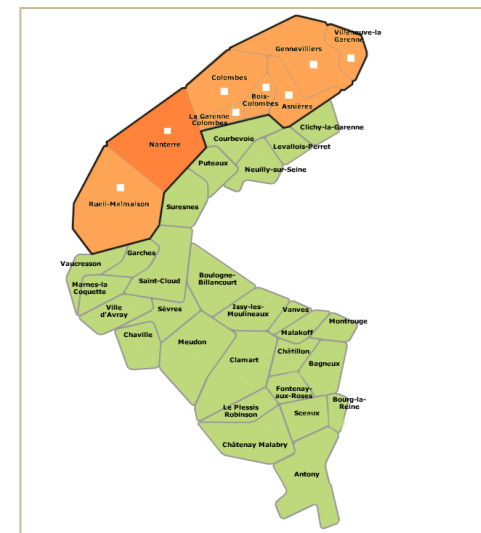 Villeneuve-la
Garenne
Gennevilliers
Colombes
Bois-
Colombes
Asnières
La Garenne
Colombes
Clichy-la-Garenne
Courbevoie
Nanterre
Levallois-Perret
Puteaux
Neuilly-sur-Seine
Rueil-Malmaison
Suresnes
Garches
Vaucresson
Saint-Cloud
Boulogne-
Billancourt
Marnes-la
Coquette
Ville
d'Avray
Sèvres
Issy-les-
Moulineaux
Vanves
Montrouge
Malakoff
Chaville
Meudon
Châtillon
Clamart
Bagneux
Fontenay-
aux-Roses
Bourg-la-
Reine
Le Plessis
Robinson
Sceaux
Châtenay Malabry
Antony